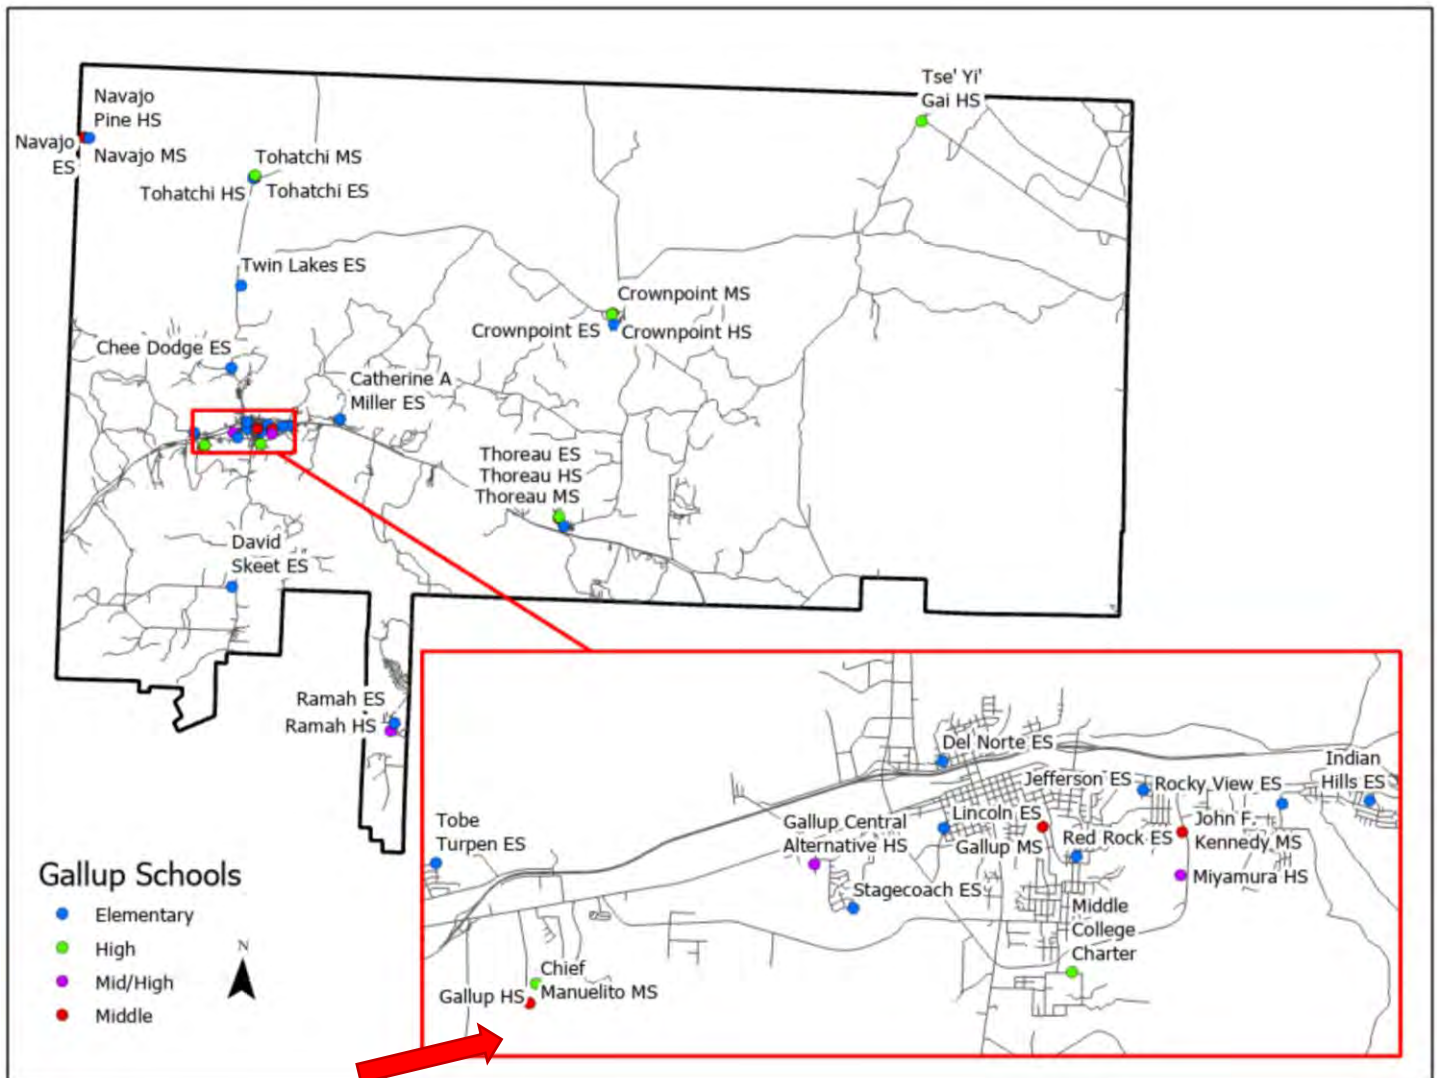 Navajo
Pine HS
Navajo
ES
Navajo MS
Tse' Yi'
Gai HS
Tohatchi MS
Tohatchi HS
Tohatchi ES
Twin Lakes ES
Crownpoint MS
Crownpoint ES
Crownpoint HS
Chee Dodge ES
Catherine A
Miller ES
Thoreau ES
Thoreau HS
Thoreau MS
David
Skeet ES
Ramah ES
Ramah HS
Del Norte ES
Indian
Hills ES
Jefferson ES
Rocky View ES
Tobe
Turpen ES
Gallup Central
Alternative HS
Lincoln ES
Gallup MS
Red Rock ES
John F.
Kennedy MS
Stagecoach ES
Miyamura HS
Middle
College
Charter
Chief
Manuelito MS
Gallup HS
Gallup Schools
Elementary
High
Mid/High
Middle
N